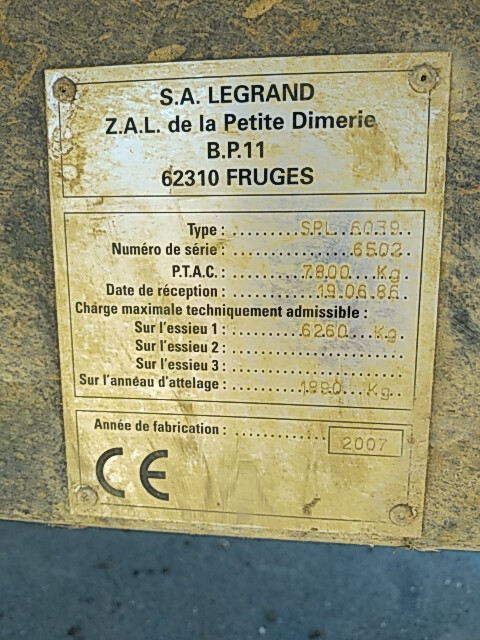 S.A. LEGRAND
Z.A.L. de la Petite Dimerie
B.P.11
62310 FRUGES
Type : SPL 6039
Numéro de série : 6502
P.T.A.C. : 7800 Kg
Date de réception : 19.06.86
Charge maximale techniquement admissible :
Sur l'essieu 1 : 6260 Kg
Sur l'essieu 2 :
Sur l'essieu 3 :
Sur l'anneau d'attelage : Kg
Année de fabrication : 2007
CE